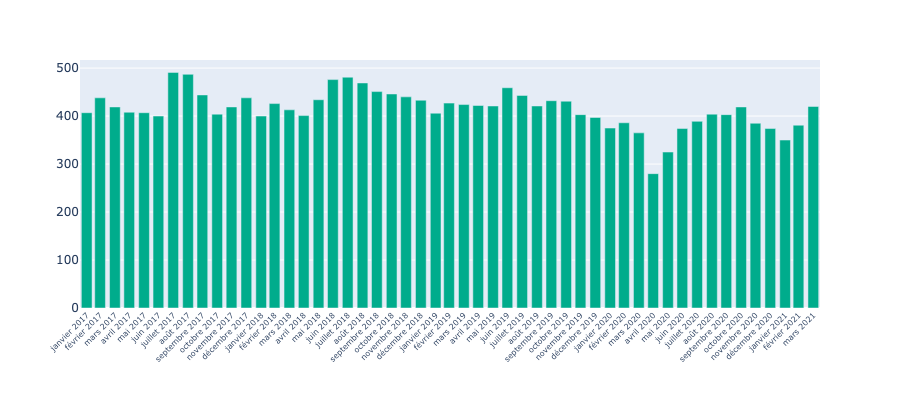 500
400
300
200
100
0
janvier 2017
février 2017
mars 2017
avril 2017
mai 2017
juin 2017
juillet 2017
août 2017
septembre 2017
octobre 2017
novembre 2017
décembre 2017
janvier 2018
février 2018
mars 2018
avril 2018
mai 2018
juin 2018
juillet 2018
août 2018
septembre 2018
octobre 2018
novembre 2018
décembre 2018
janvier 2019
février 2019
mars 2019
avril 2019
mai 2019
juin 2019
juillet 2019
août 2019
septembre 2019
octobre 2019
novembre 2019
décembre 2019
janvier 2020
février 2020
mars 2020
avril 2020
mai 2020
juin 2020
juillet 2020
août 2020
septembre 2020
octobre 2020
novembre 2020
décembre 2020
janvier 2021
février 2021
mars 2021